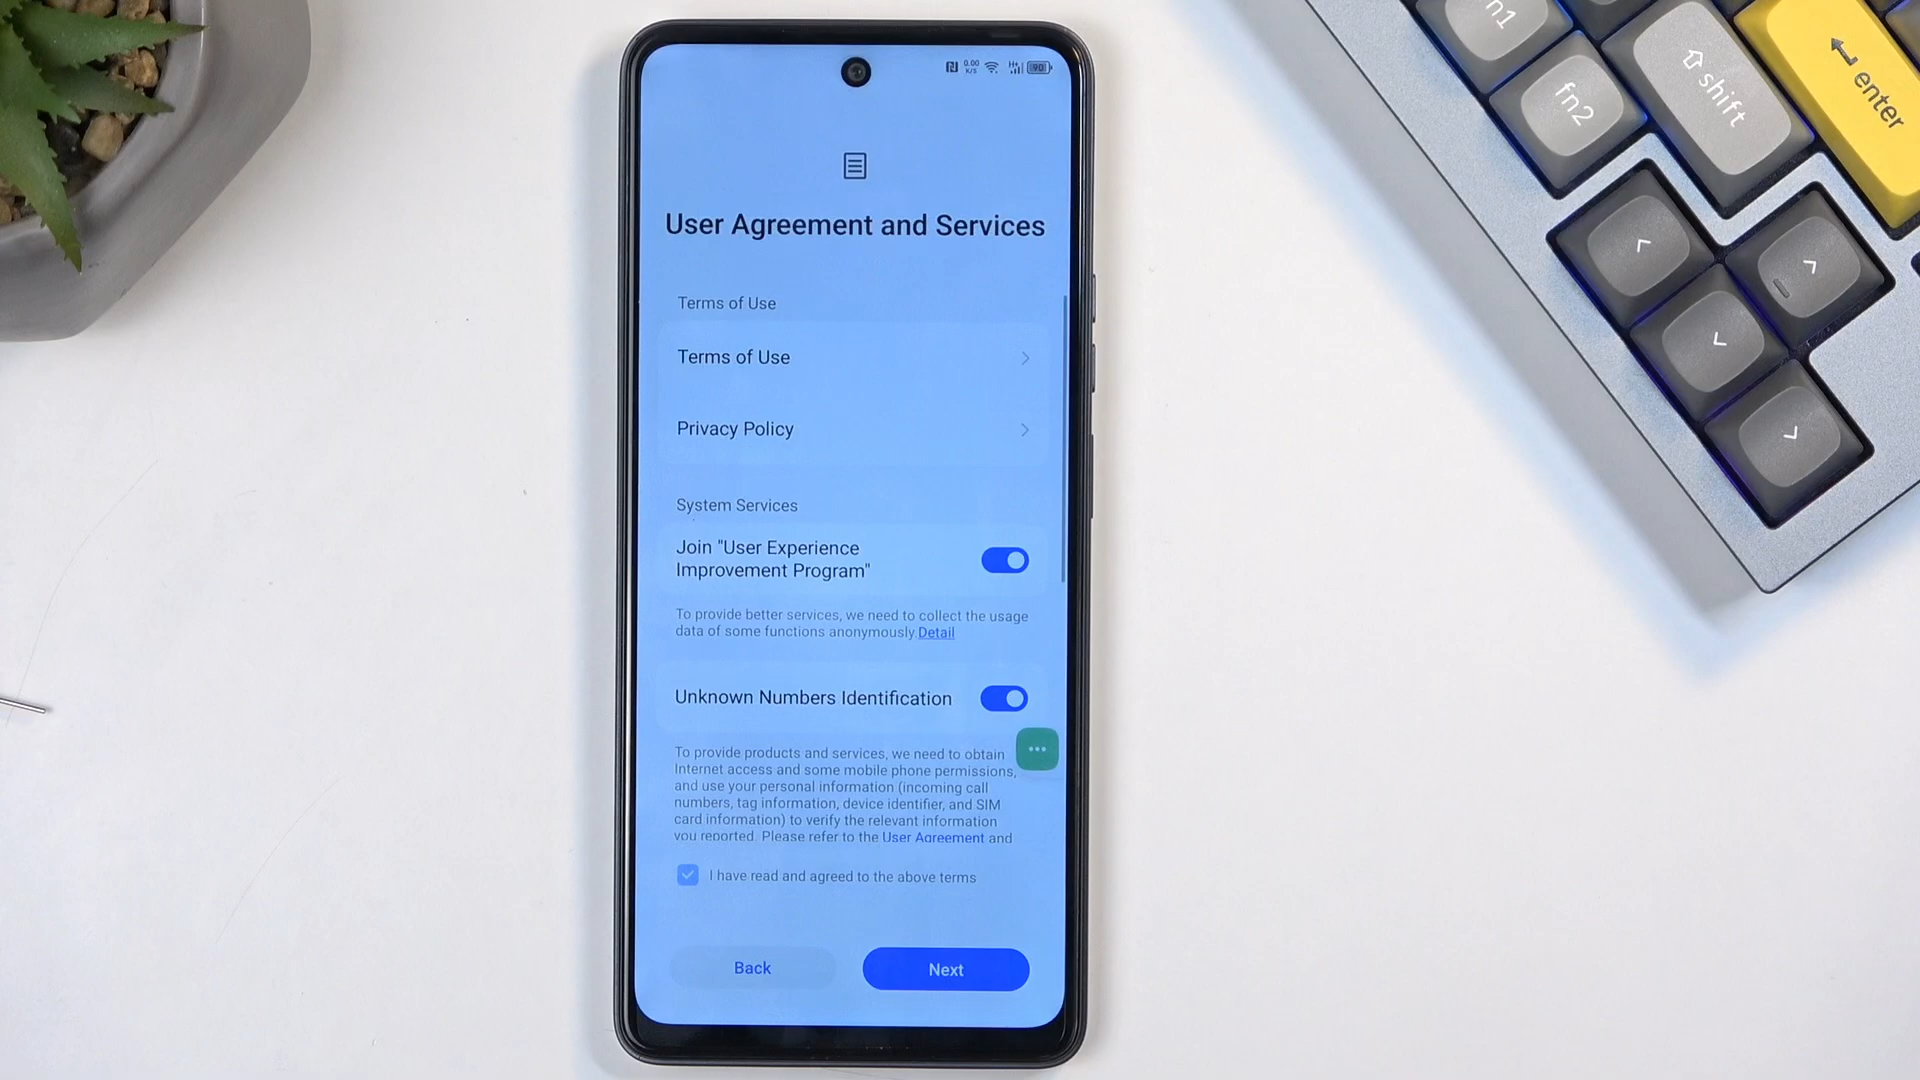 0.00
K/S
90
User Agreement and Services
Terms of Use
Terms of Use
Privacy Policy
System Services
Join "User Experience
Improvement Program"
To provide better services, we need to collect the usage
data of some functions anonymously.Detail
Unknown Numbers Identification
To provide products and services, we need to obtain
Internet access and some mobile phone permissions,
and use your personal information (incoming call
numbers, tag information, device identifier, and SIM
card information) to verify the relevant information
you reported. Please refer to the User Agreement and
I have read and agreed to the above terms
Back
Next
fn1
fn2
shift
enter